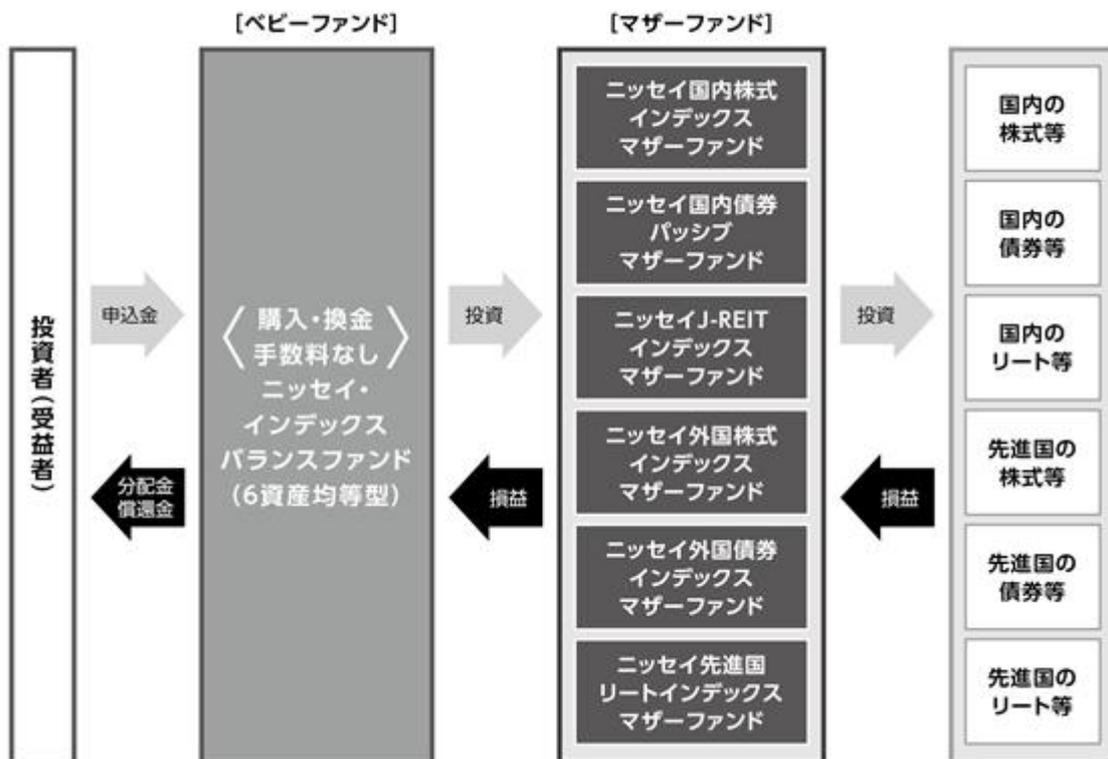 [ベビーファンド]
[マザーファンド]
投資者(受益者)
申込金
分配金
償還金
〈購入・換金
手数料なし〉
ニッセイ・
インデックス
バランスファンド
(6資産均等型)
投資
損益
ニッセイ国内株式
インデックス
マザーファンド
ニッセイ国内債券
パッシブ
マザーファンド
ニッセイJ-REIT
インデックス
マザーファンド
ニッセイ外国株式
インデックス
マザーファンド
ニッセイ外国債券
インデックス
マザーファンド
ニッセイ先進国
リートインデックス
マザーファンド
投資
損益
国内の
株式等
国内の
債券等
国内の
リート等
先進国の
株式等
先進国の
債券等
先進国の
リート等